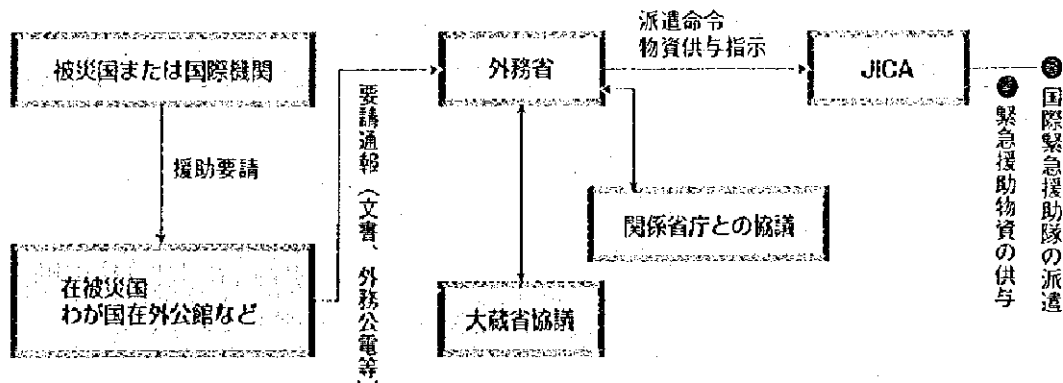 被災国または国際機関
援助要請
在被災国
わが国在外公館など
要請通報(文書、外務公電等)
外務省
派遣命令
物資供与指示
JICA
関係省庁との協議
大蔵省協議
国際緊急援助隊の派遣
緊急援助物資の供与